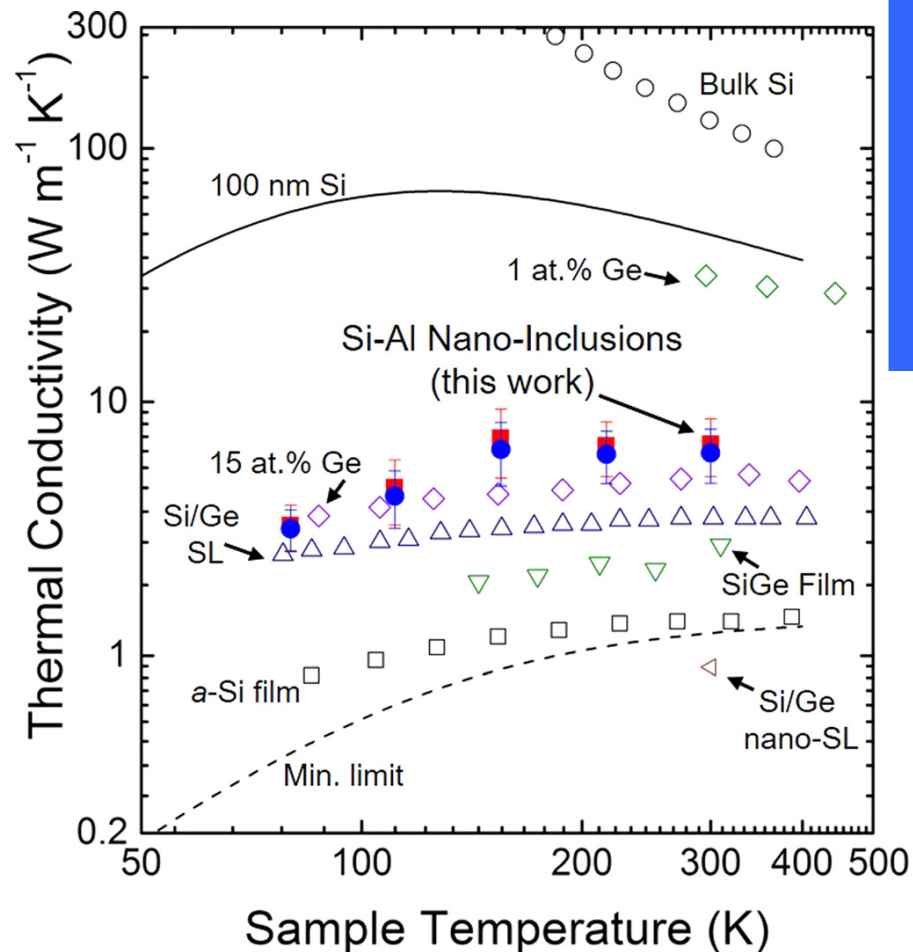 Thermal Conductivity (W m⁻¹ K⁻¹)
300
100
10
1
0.2
Bulk Si
100 nm Si
1 at.% Ge
Si-Al Nano-Inclusions
(this work)
15 at.% Ge
Si/Ge
SL
SiGe Film
a-Si film
Si/Ge
nano-SL
Min. limit
50
100
200
300
400
500
Sample Temperature (K)